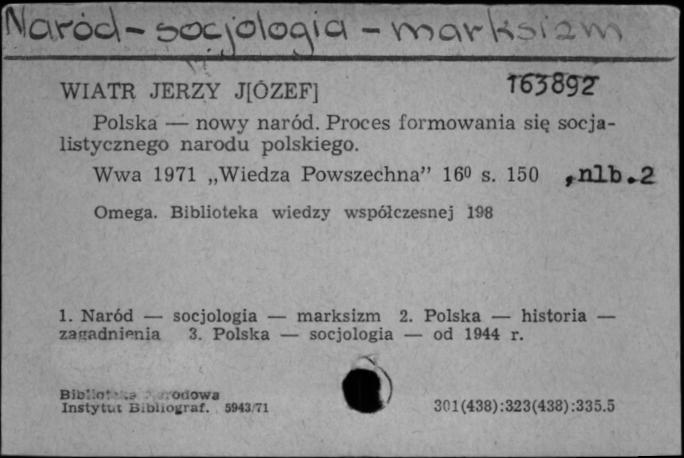 Naród - socjologia - marksizm
WIATR JERZY J[ÓZEF] 163892
Polska — nowy naród. Proces formowania się socja-
listycznego narodu polskiego.
Wwa 1971 „Wiedza Powszechna” 16⁰ s. 150 , nlb. 2
Omega. Biblioteka wiedzy współczesnej 198
1. Naród — socjologia — marksizm 2. Polska — historia —
zagadnienia 3. Polska — socjologia — od 1944 r.
Biblioteka Narodowa
Instytut Bibliograf. 5943/71 301(438):323(438):335.5